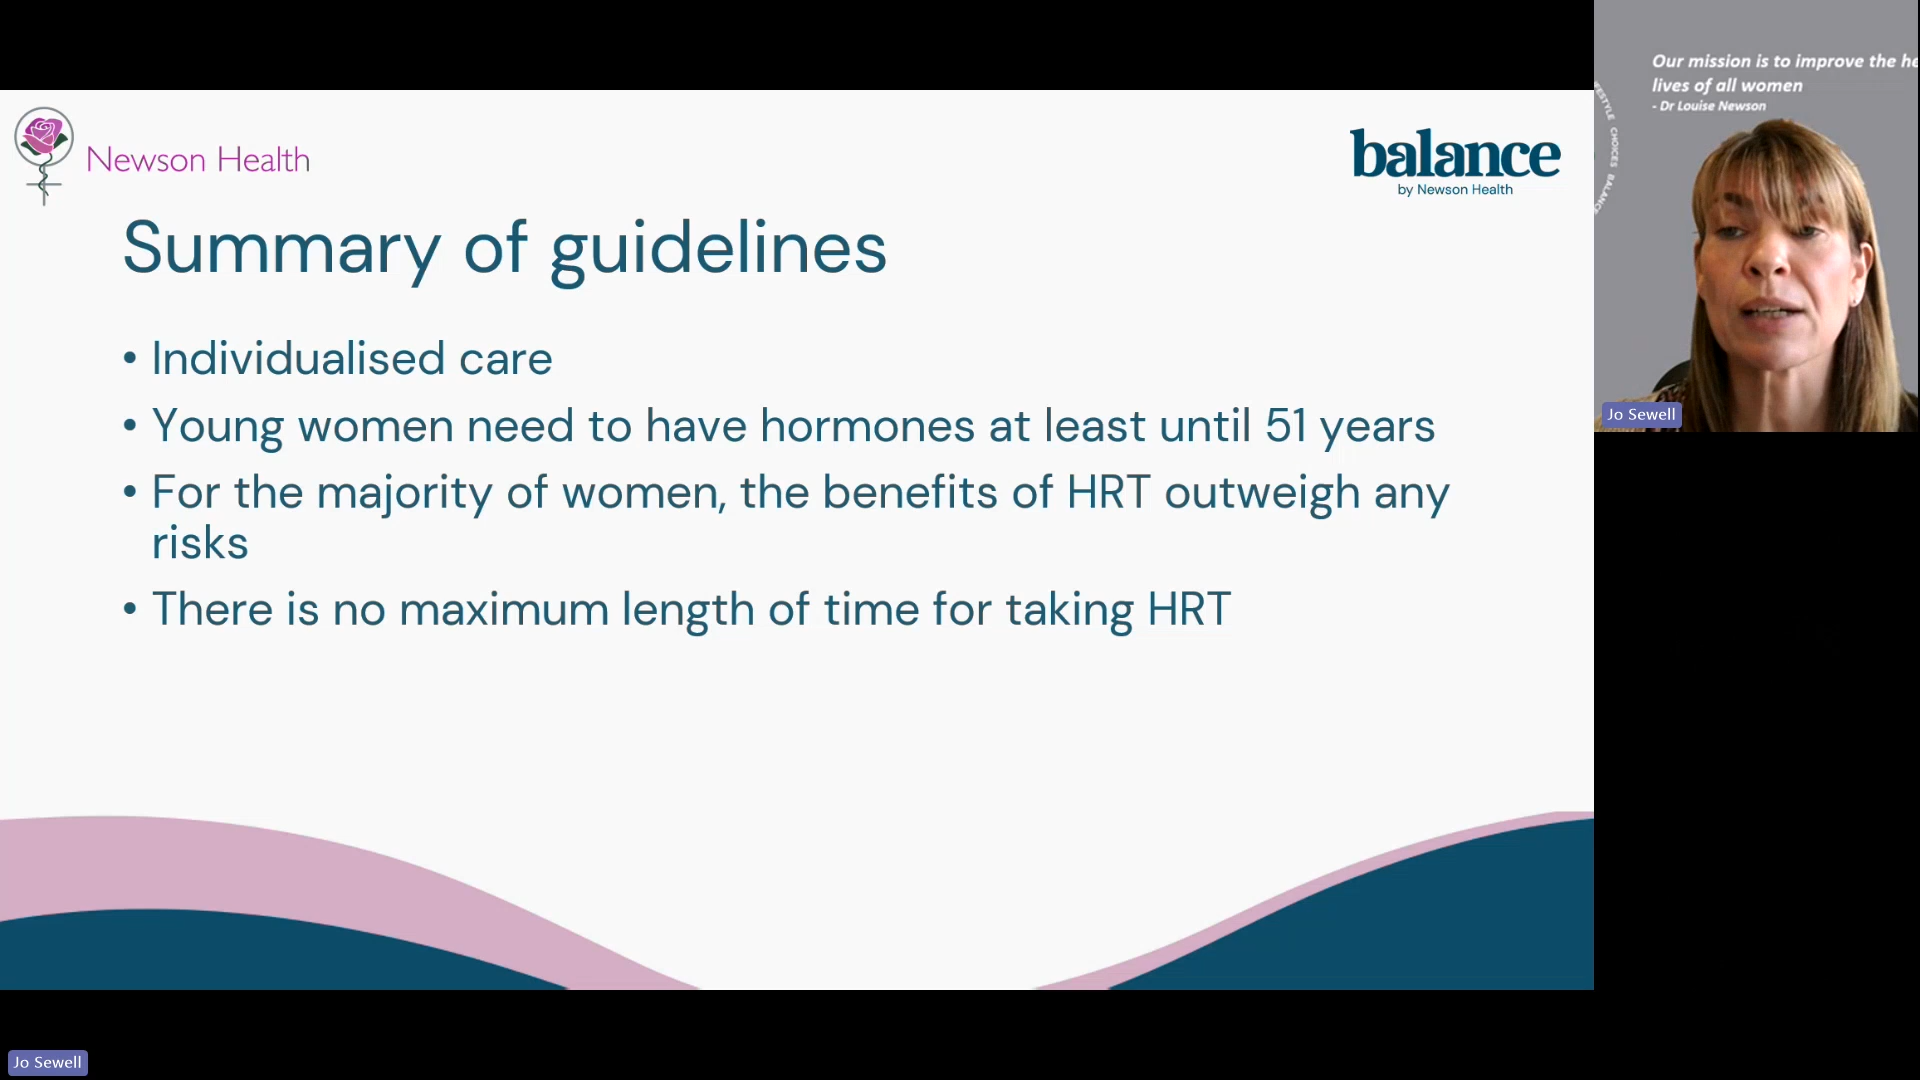 Newson Health
balance
by Newson Health
Summary of guidelines
• Individualised care
• Young women need to have hormones at least until 51 years
• For the majority of women, the benefits of HRT outweigh any
risks
• There is no maximum length of time for taking HRT
Our mission is to improve the he
lives of all women
- Dr Louise Newson
CHOICES BALANCE
Jo Sewell
Jo Sewell